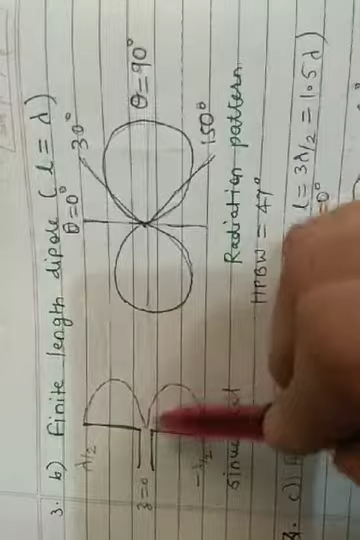 3. b) Finite length dipole (l = λ)
λ/2
θ=0°
30°
z=0
θ=90°
-λ/2
150°
Radiation pattern
HPBW = 47°
3. c)
l = 3λ/2 = 1.5λ)
=0°